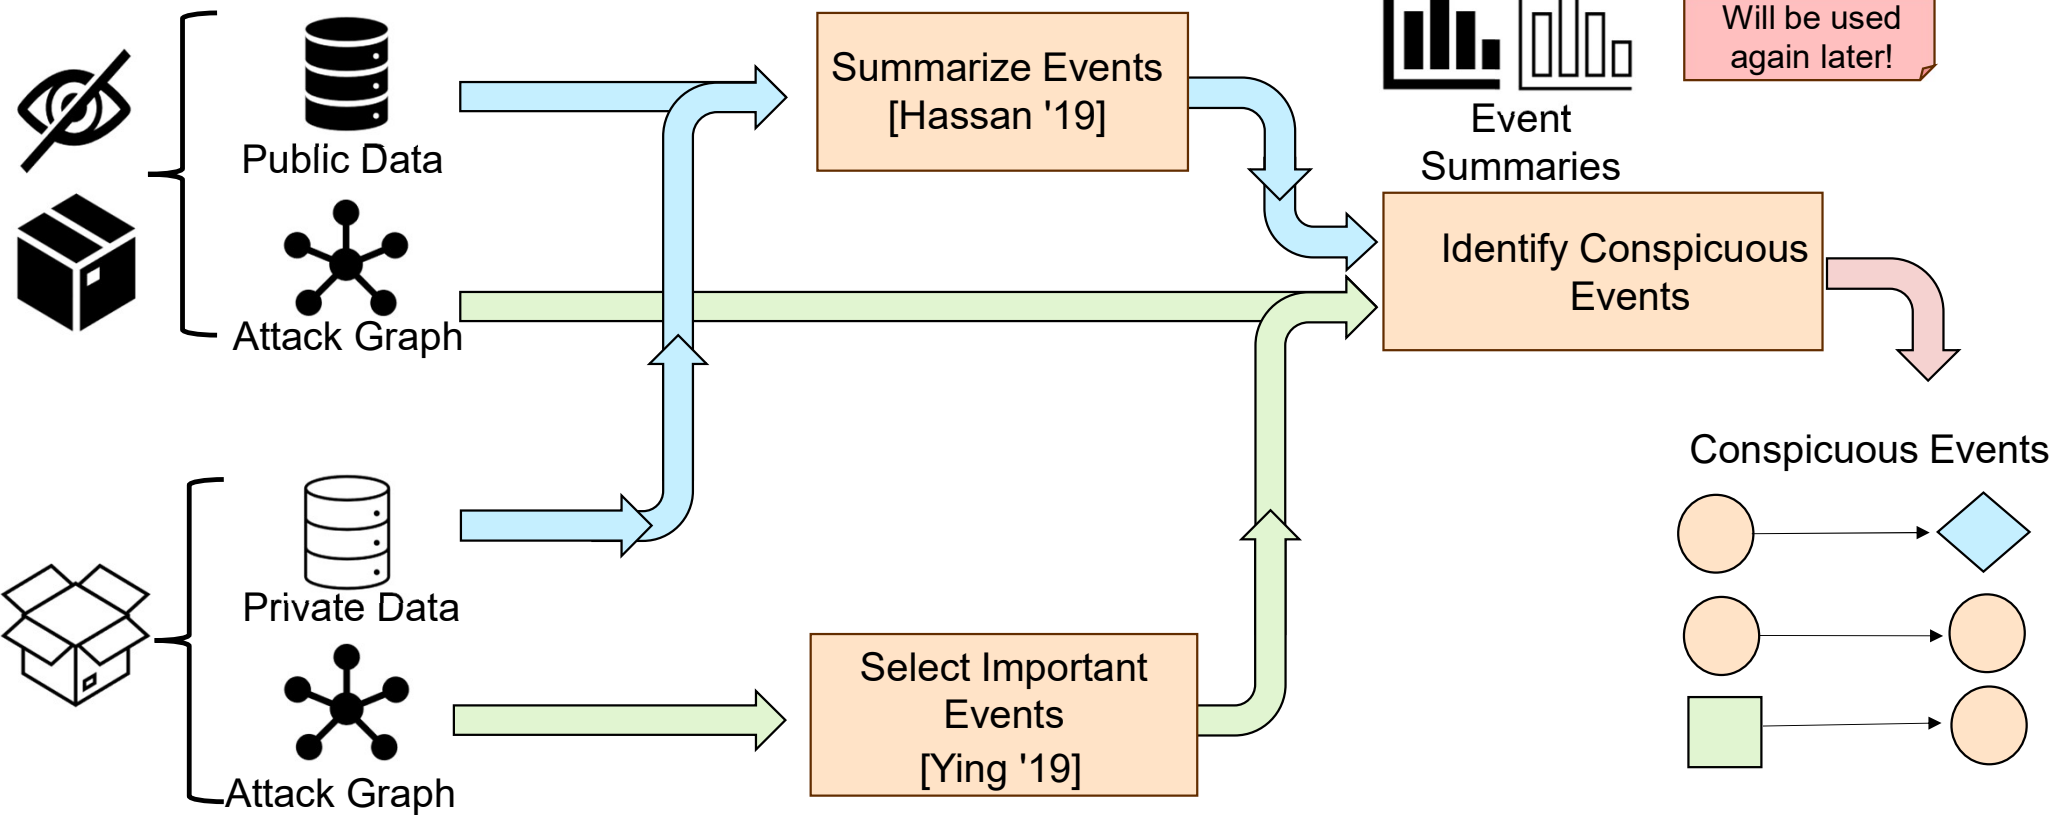 Public Data
Attack Graph
Summarize Events
[Hassan '19]
Event
Summaries
Will be used
again later!
Identify Conspicuous
Events
Private Data
Attack Graph
Select Important
Events
[Ying '19]
Conspicuous Events